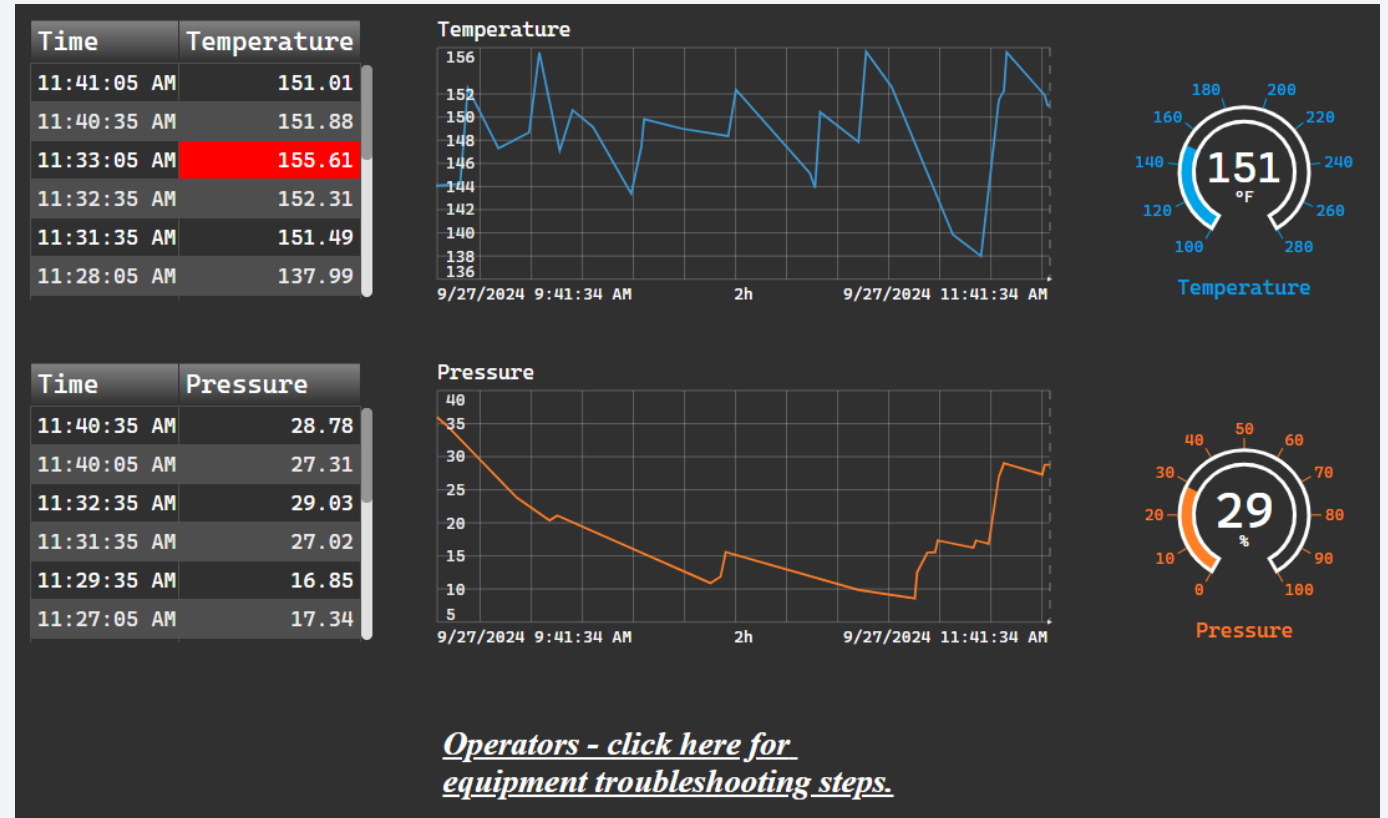 Time Temperature
11:41:05 AM 151.01
11:40:35 AM 151.88
11:33:05 AM 155.61
11:32:35 AM 152.31
11:31:35 AM 151.49
11:28:05 AM 137.99
Temperature
156
152
150
148
146
144
142
140
138
136
9/27/2024 9:41:34 AM 2h 9/27/2024 11:41:34 AM
180 200
160 220
140 240
120 260
100 280
151
°F
Temperature
Time Pressure
11:40:35 AM 28.78
11:40:05 AM 27.31
11:32:35 AM 29.03
11:31:35 AM 27.02
11:29:35 AM 16.85
11:27:05 AM 17.34
Pressure
40
35
30
25
20
15
10
5
9/27/2024 9:41:34 AM 2h 9/27/2024 11:41:34 AM
50
40 60
30 70
20 80
10 90
0 100
29
%
Pressure
Operators - click here for
equipment troubleshooting steps.